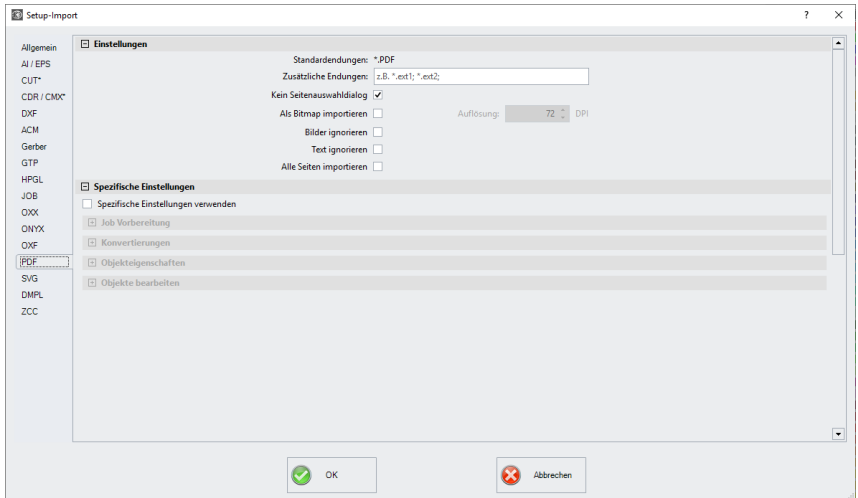 Setup-Import
?
Allgemein
AI / EPS
CUT*
CDR / CMX*
DXF
ACM
Gerber
GTP
HPGL
JOB
OXX
ONYX
OXF
PDF
SVG
DMPL
ZCC
Einstellungen
Standardendungen: *.PDF
Zusätzliche Endungen: z.B. *.ext1; *.ext2;
Kein Seitenauswahldialog
Als Bitmap importieren Auflösung: 72 DPI
Bilder ignorieren
Text ignorieren
Alle Seiten importieren
Spezifische Einstellungen
Spezifische Einstellungen verwenden
Job Vorbereitung
Konvertierungen
Objekteigenschaften
Objekte bearbeiten
OK Abbrechen